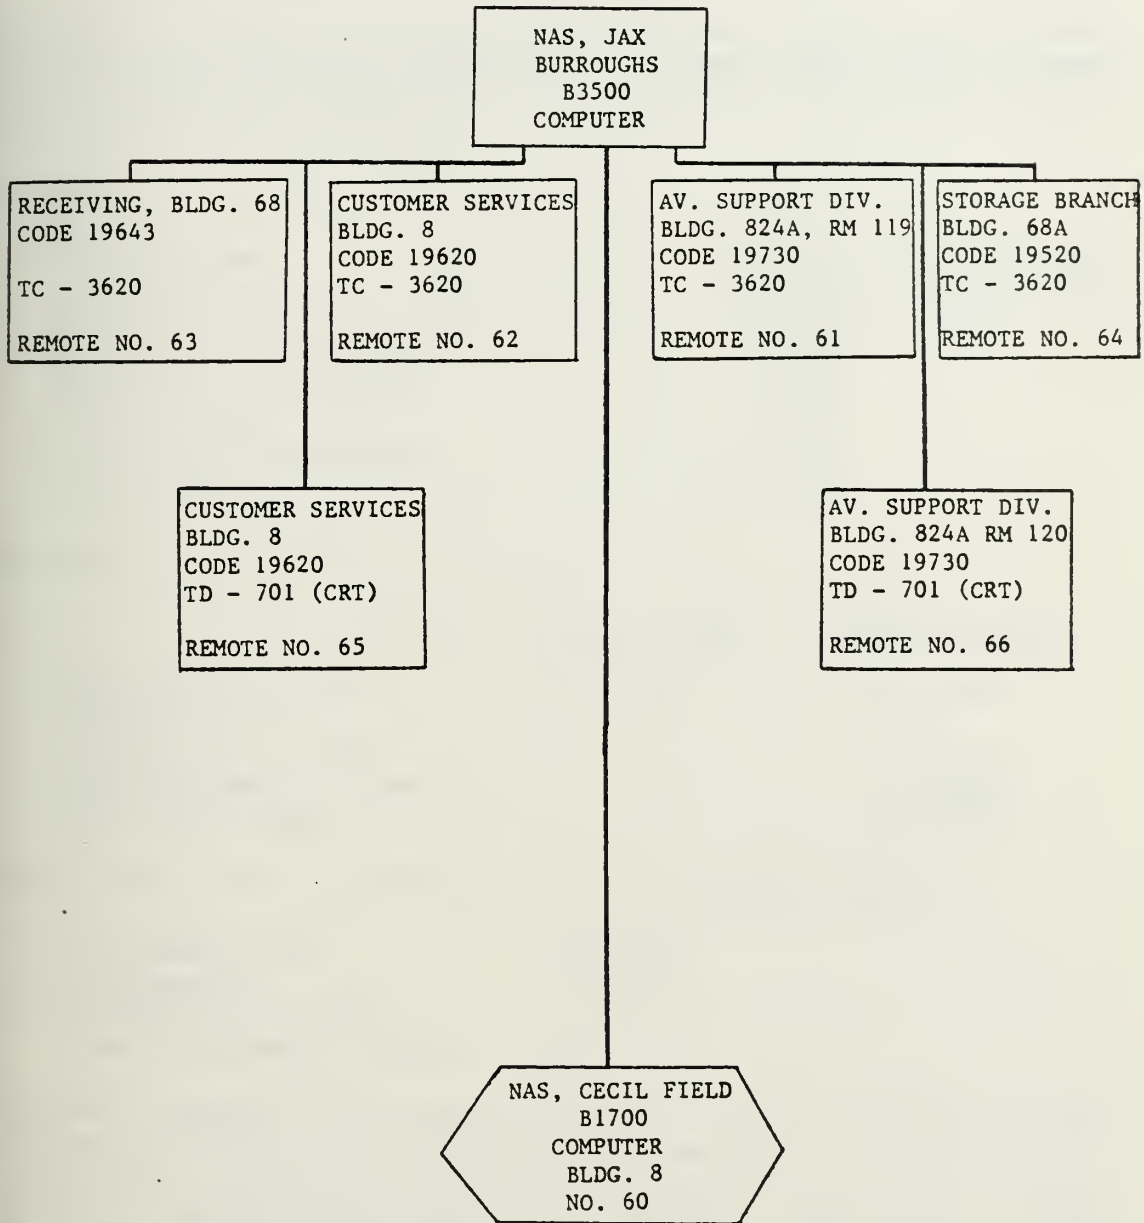 NAS, JAX
BURROUGHS
B3500
COMPUTER
RECEIVING, BLDG. 68
CODE 19643
TC - 3620
REMOTE NO. 63
CUSTOMER SERVICES
BLDG. 8
CODE 19620
TC - 3620
REMOTE NO. 62
AV. SUPPORT DIV.
BLDG. 824A, RM 119
CODE 19730
TC - 3620
REMOTE NO. 61
STORAGE BRANCH
BLDG. 68A
CODE 19520
TC - 3620
REMOTE NO. 64
CUSTOMER SERVICES
BLDG. 8
CODE 19620
TD - 701 (CRT)
REMOTE NO. 65
AV. SUPPORT DIV.
BLDG. 824A RM 120
CODE 19730
TD - 701 (CRT)
REMOTE NO. 66
NAS, CECIL FIELD
B1700
COMPUTER
BLDG. 8
NO. 60